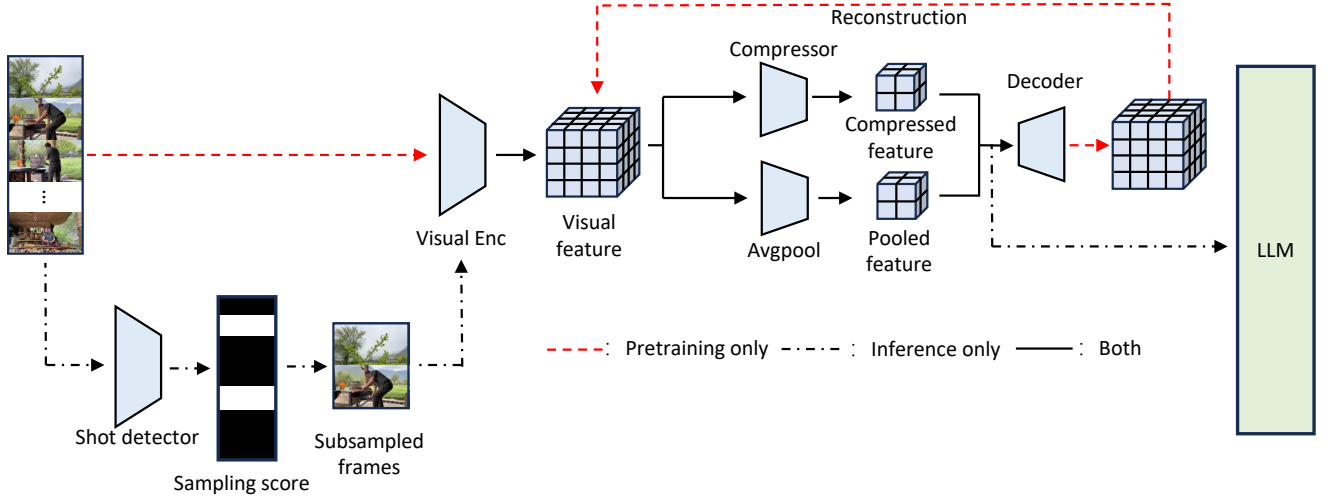 Reconstruction
Compressor
Decoder
Compressed
feature
Visual Enc
Visual
feature
Avgpool
Pooled
feature
LLM
Shot detector
Sampling score
Subsampled
frames
: Pretraining only
: Inference only
: Both